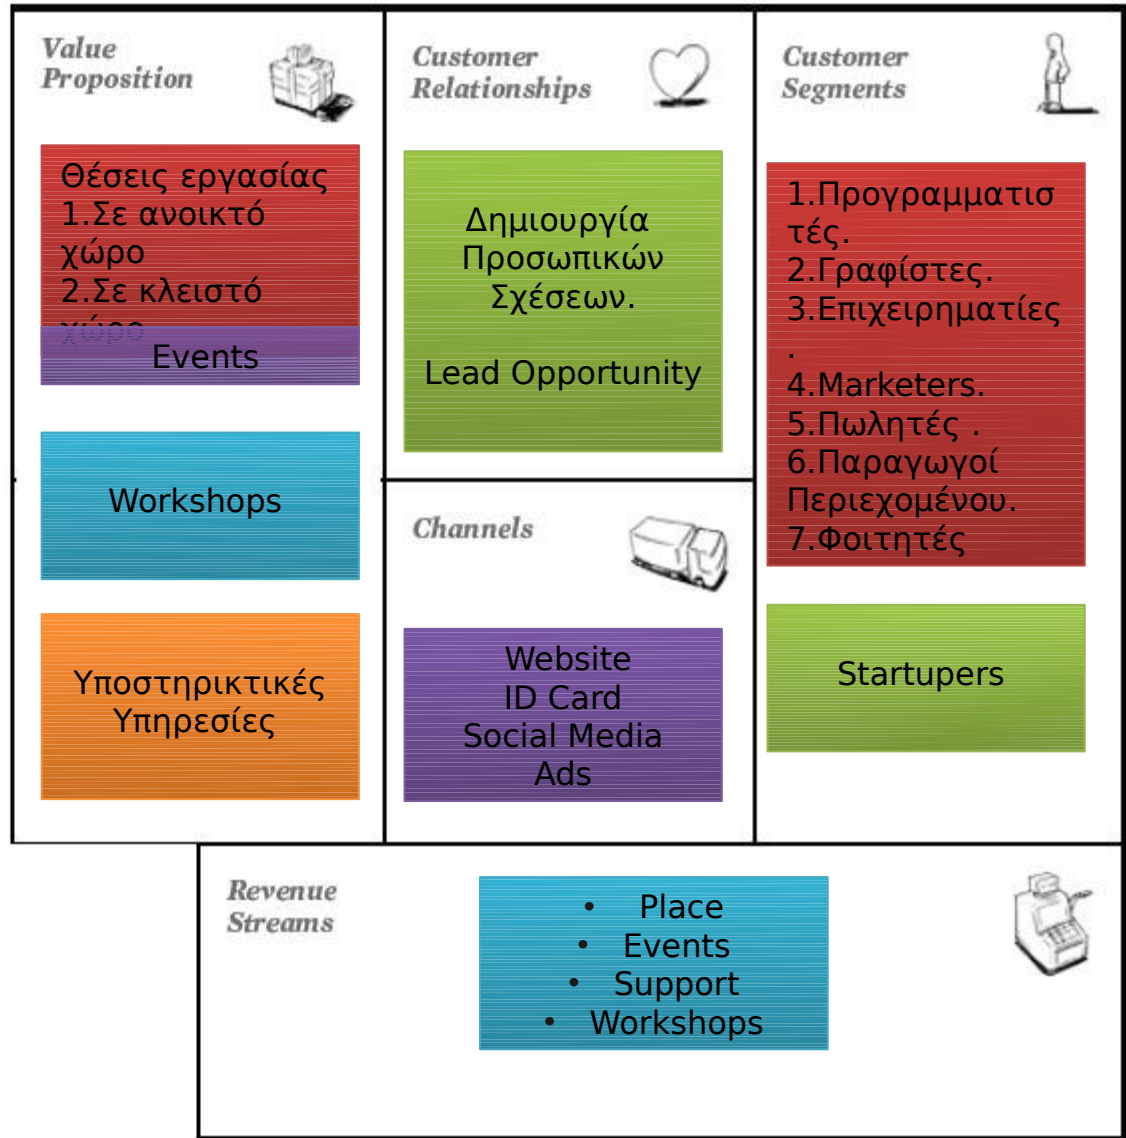 Value
Proposition
Θέσεις εργασίας
1.Σε ανοικτό
χώρο
2.Σε κλειστό
χώρο
Events
Workshops
Υποστηρικτικές
Υπηρεσίες
Customer
Relationships
Δημιουργία
Προσωπικών
Σχέσεων.
Lead Opportunity
Channels
Website
ID Card
Social Media
Ads
Customer
Segments
1.Προγραμματισ
τές.
2.Γραφίστες.
3.Επιχειρηματίες
.
4.Marketers.
5.Πωλητές .
6.Παραγωγοί
Περιεχομένου.
7.Φοιτητές
Startupers
Revenue
Streams
• Place
• Events
• Support
• Workshops